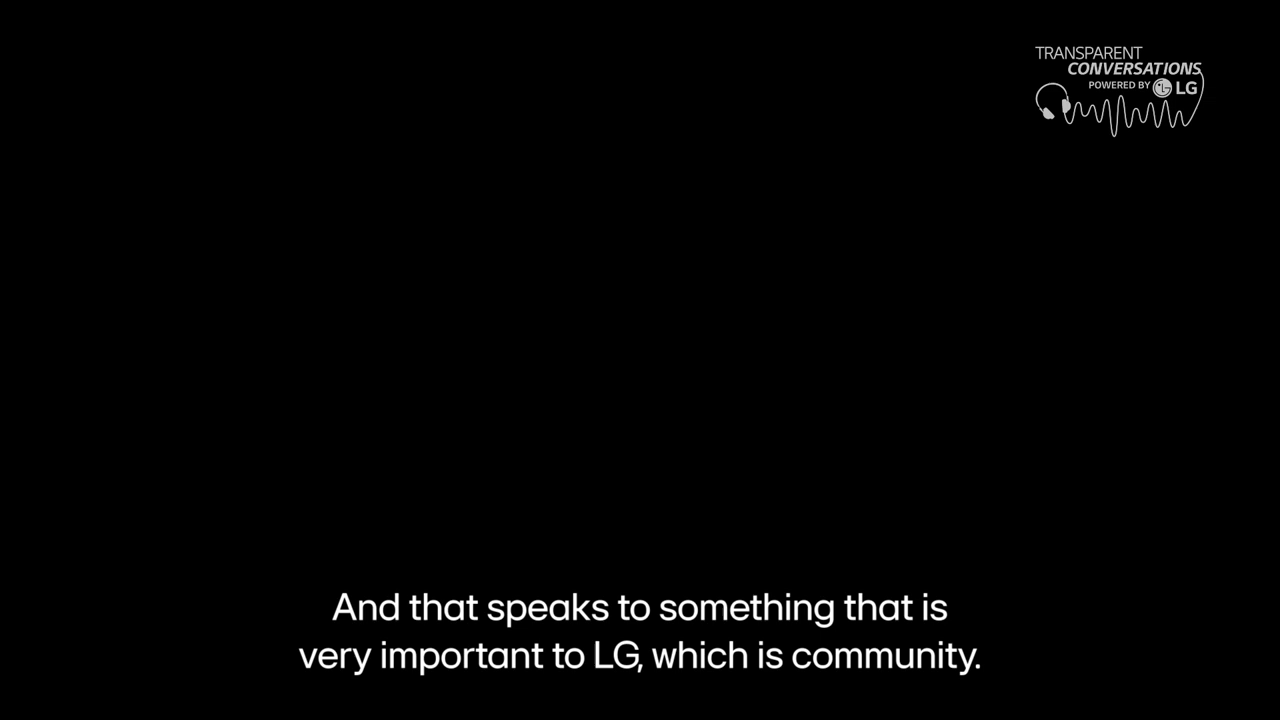 TRANSPARENT
CONVERSATIONS
POWERED BY LG LG
And that speaks to something that is
very important to LG, which is community.